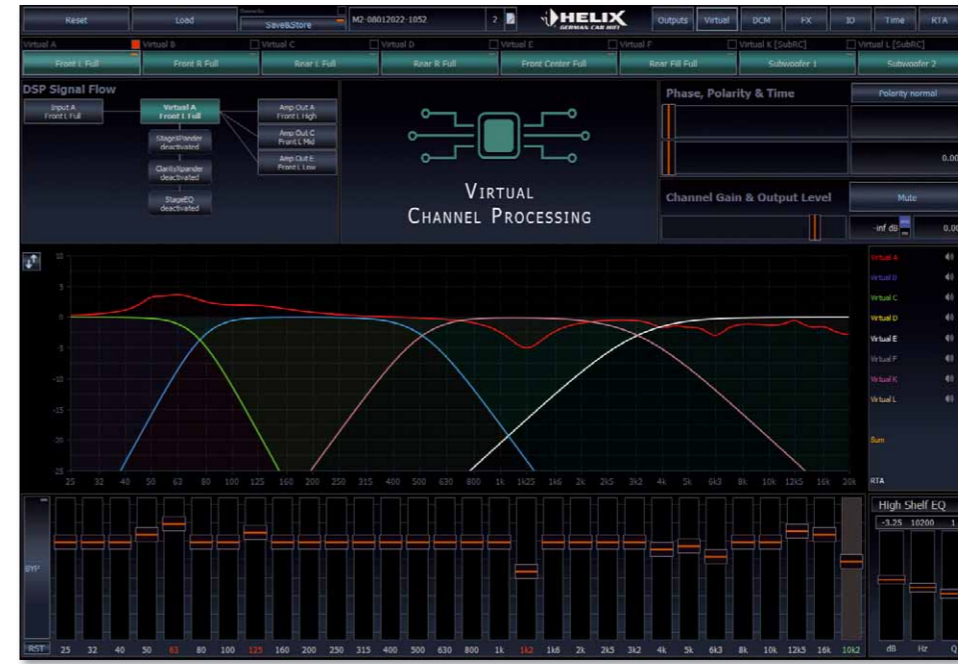 Reset Load Save&Store M2-08012022-1052 2 HELIX GERMAN CAR HIFI Outputs Virtual DCM FX IO Time RTA
Virtual A Virtual B Virtual C Virtual D Virtual E Virtual F Virtual K [SubRC] Virtual L [SubRC]
Front L Full Front R Full Rear L Full Rear R Full Front Center Full Rear Fill Full Subwoofer 1 Subwoofer 2
DSP Signal Flow
Input A
Front L Full
Virtual A
Front L Full
StageXpander
deactivated
ClarityXpander
deactivated
StageEQ
deactivated
Amp Out A
Front L High
Amp Out C
Front L Mid
Amp Out E
Front L Low
VIRTUAL
CHANNEL PROCESSING
Phase, Polarity & Time
Polarity normal
0.00
Channel Gain & Output Level
Mute
-inf dB 0.00
10
5
0
-5
-10
-15
-20
-25
25 32 40 50 63 80 100 125 160 200 250 315 400 500 630 800 1k 1k25 1k6 2k 2k5 3k2 4k 5k 6k3 8k 10k 12k5 16k 20k
Virtual A
Virtual C
Virtual D
Virtual E
Virtual F
Virtual K
Virtual L
Sum
RTA
BYP
RST
25 32 40 50 63 80 100 125 160 200 250 315 400 500 630 800 1k 1k2 1k6 2k 2k5 3k2 4k 5k 6k3 8k 10k 12k5 16k 10k2
High Shelf EQ
-3.25 10200 1
dB Hz Q